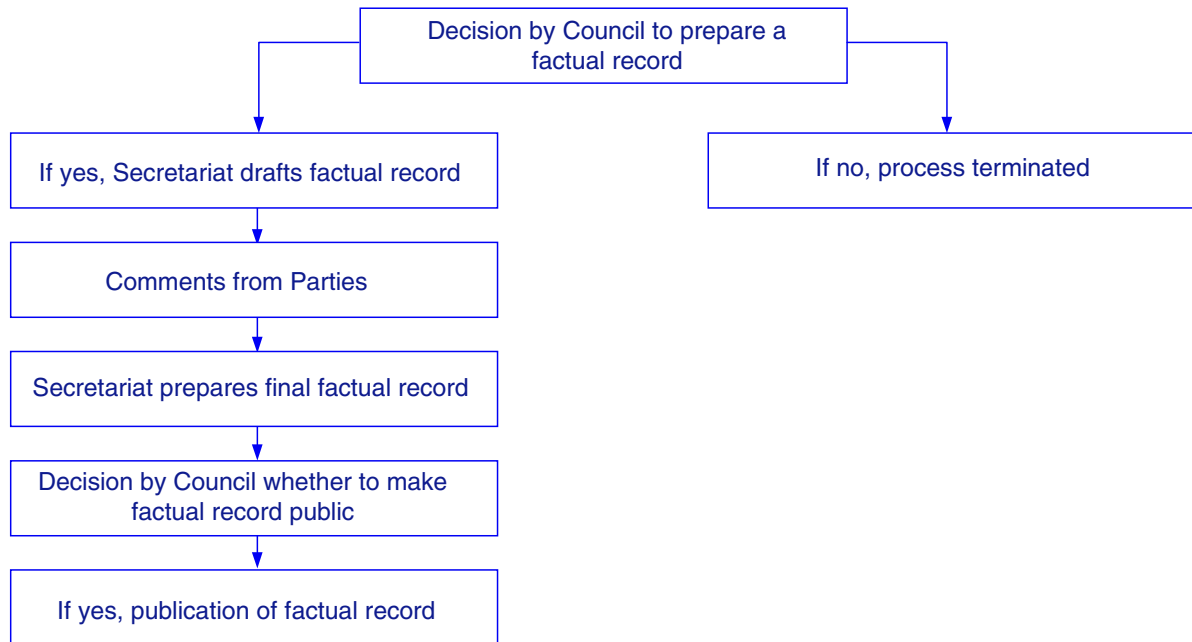 Decision by Council to prepare a
factual record
If yes, Secretariat drafts factual record
If no, process terminated
Comments from Parties
Secretariat prepares final factual record
Decision by Council whether to make
factual record public
If yes, publication of factual record